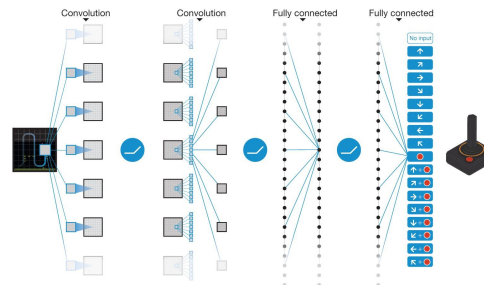 Convolution
Convolution
Fully connected
Fully connected
No input
+
+
+
+
+
+
+
+